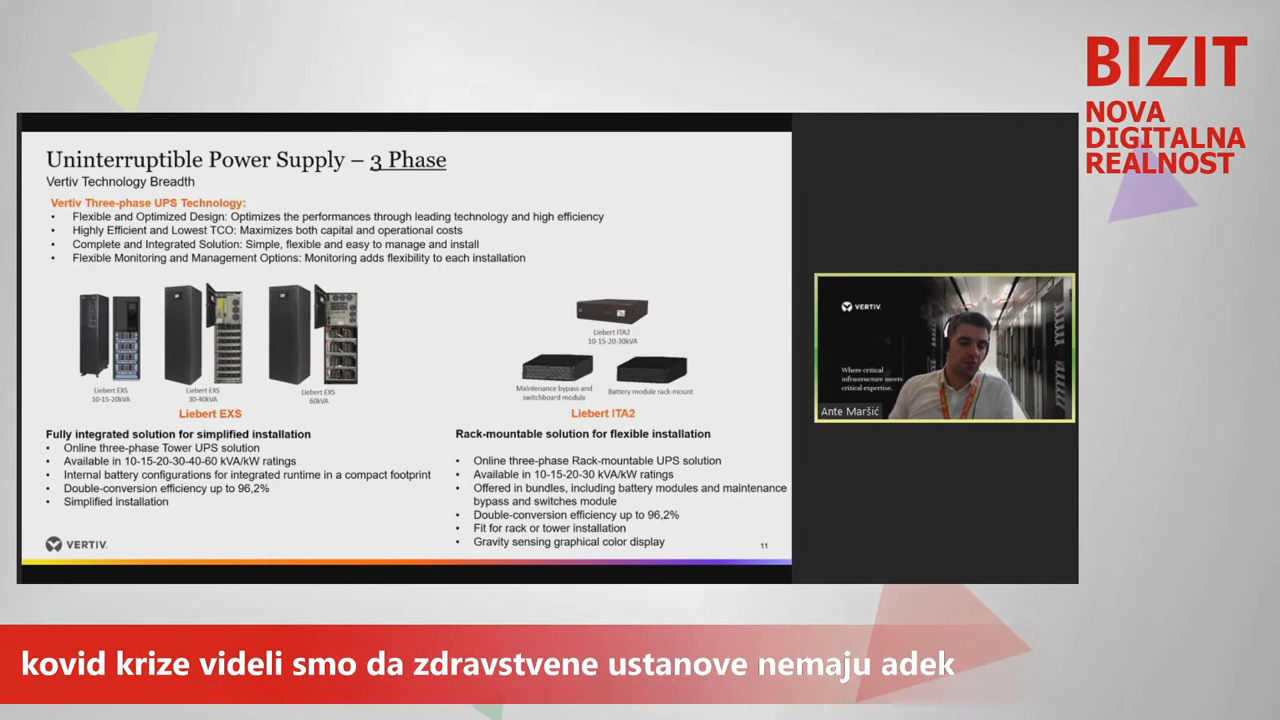 BIZIT
NOVA
DIGITALNA
REALNOST
Uninterruptible Power Supply – 3 Phase
Vertiv Technology Breadth
Vertiv Three-phase UPS Technology:
• Flexible and Optimized Design: Optimizes the performances through leading technology and high efficiency
• Highly Efficient and Lowest TCO: Maximizes both capital and operational costs
• Complete and Integrated Solution: Simple, flexible and easy to manage and install
• Flexible Monitoring and Management Options: Monitoring adds flexibility to each installation
Liebert EXS
10-15-20kVA
Liebert EXS
30-40kVA
Liebert EXS
60kVA
Liebert EXS
Fully integrated solution for simplified installation
• Online three-phase Tower UPS solution
• Available in 10-15-20-30-40-60 kVA/kW ratings
• Internal battery configurations for integrated runtime in a compact footprint
• Double-conversion efficiency up to 96,2%
• Simplified installation
Liebert ITA2
10-15-20-30kVA
Maintenance bypass and
switchboard module
Battery module rack-mount
Liebert ITA2
Rack-mountable solution for flexible installation
• Online three-phase Rack-mountable UPS solution
• Available in 10-15-20-30 kVA/kW ratings
• Offered in bundles, including battery modules and maintenance
bypass and switches module
• Double-conversion efficiency up to 96,2%
• Fit for rack or tower installation
• Gravity sensing graphical color display
VERTIV.
11
VERTIV
Where critical
infrastructure meets
critical expertise.
Ante Maršić
kovid krize videli smo da zdravstvene ustanove nemaju adek